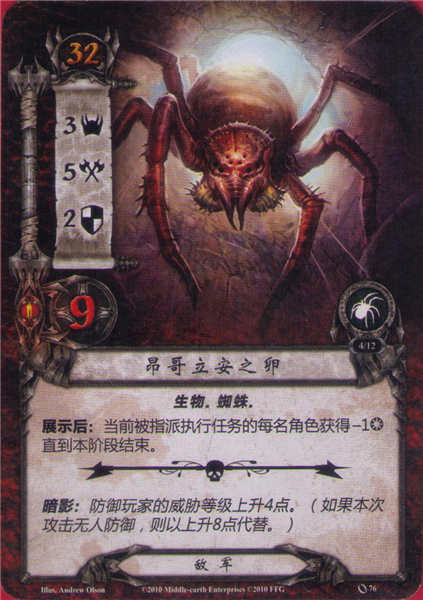 32
3
5
2
9
4/12
昂哥立安之卵
生物. 蜘蛛.
展示后: 当前被指派执行任务的每名角色获得-1
直到本阶段结束。
暗影: 防御玩家的威胁等级上升4点。（如果本次
攻击无人防御，则以上升8点代替。）
敌军
Illus. Andrew Olson
©2010 Middle-earth Enterprises ©2010 FFG
76